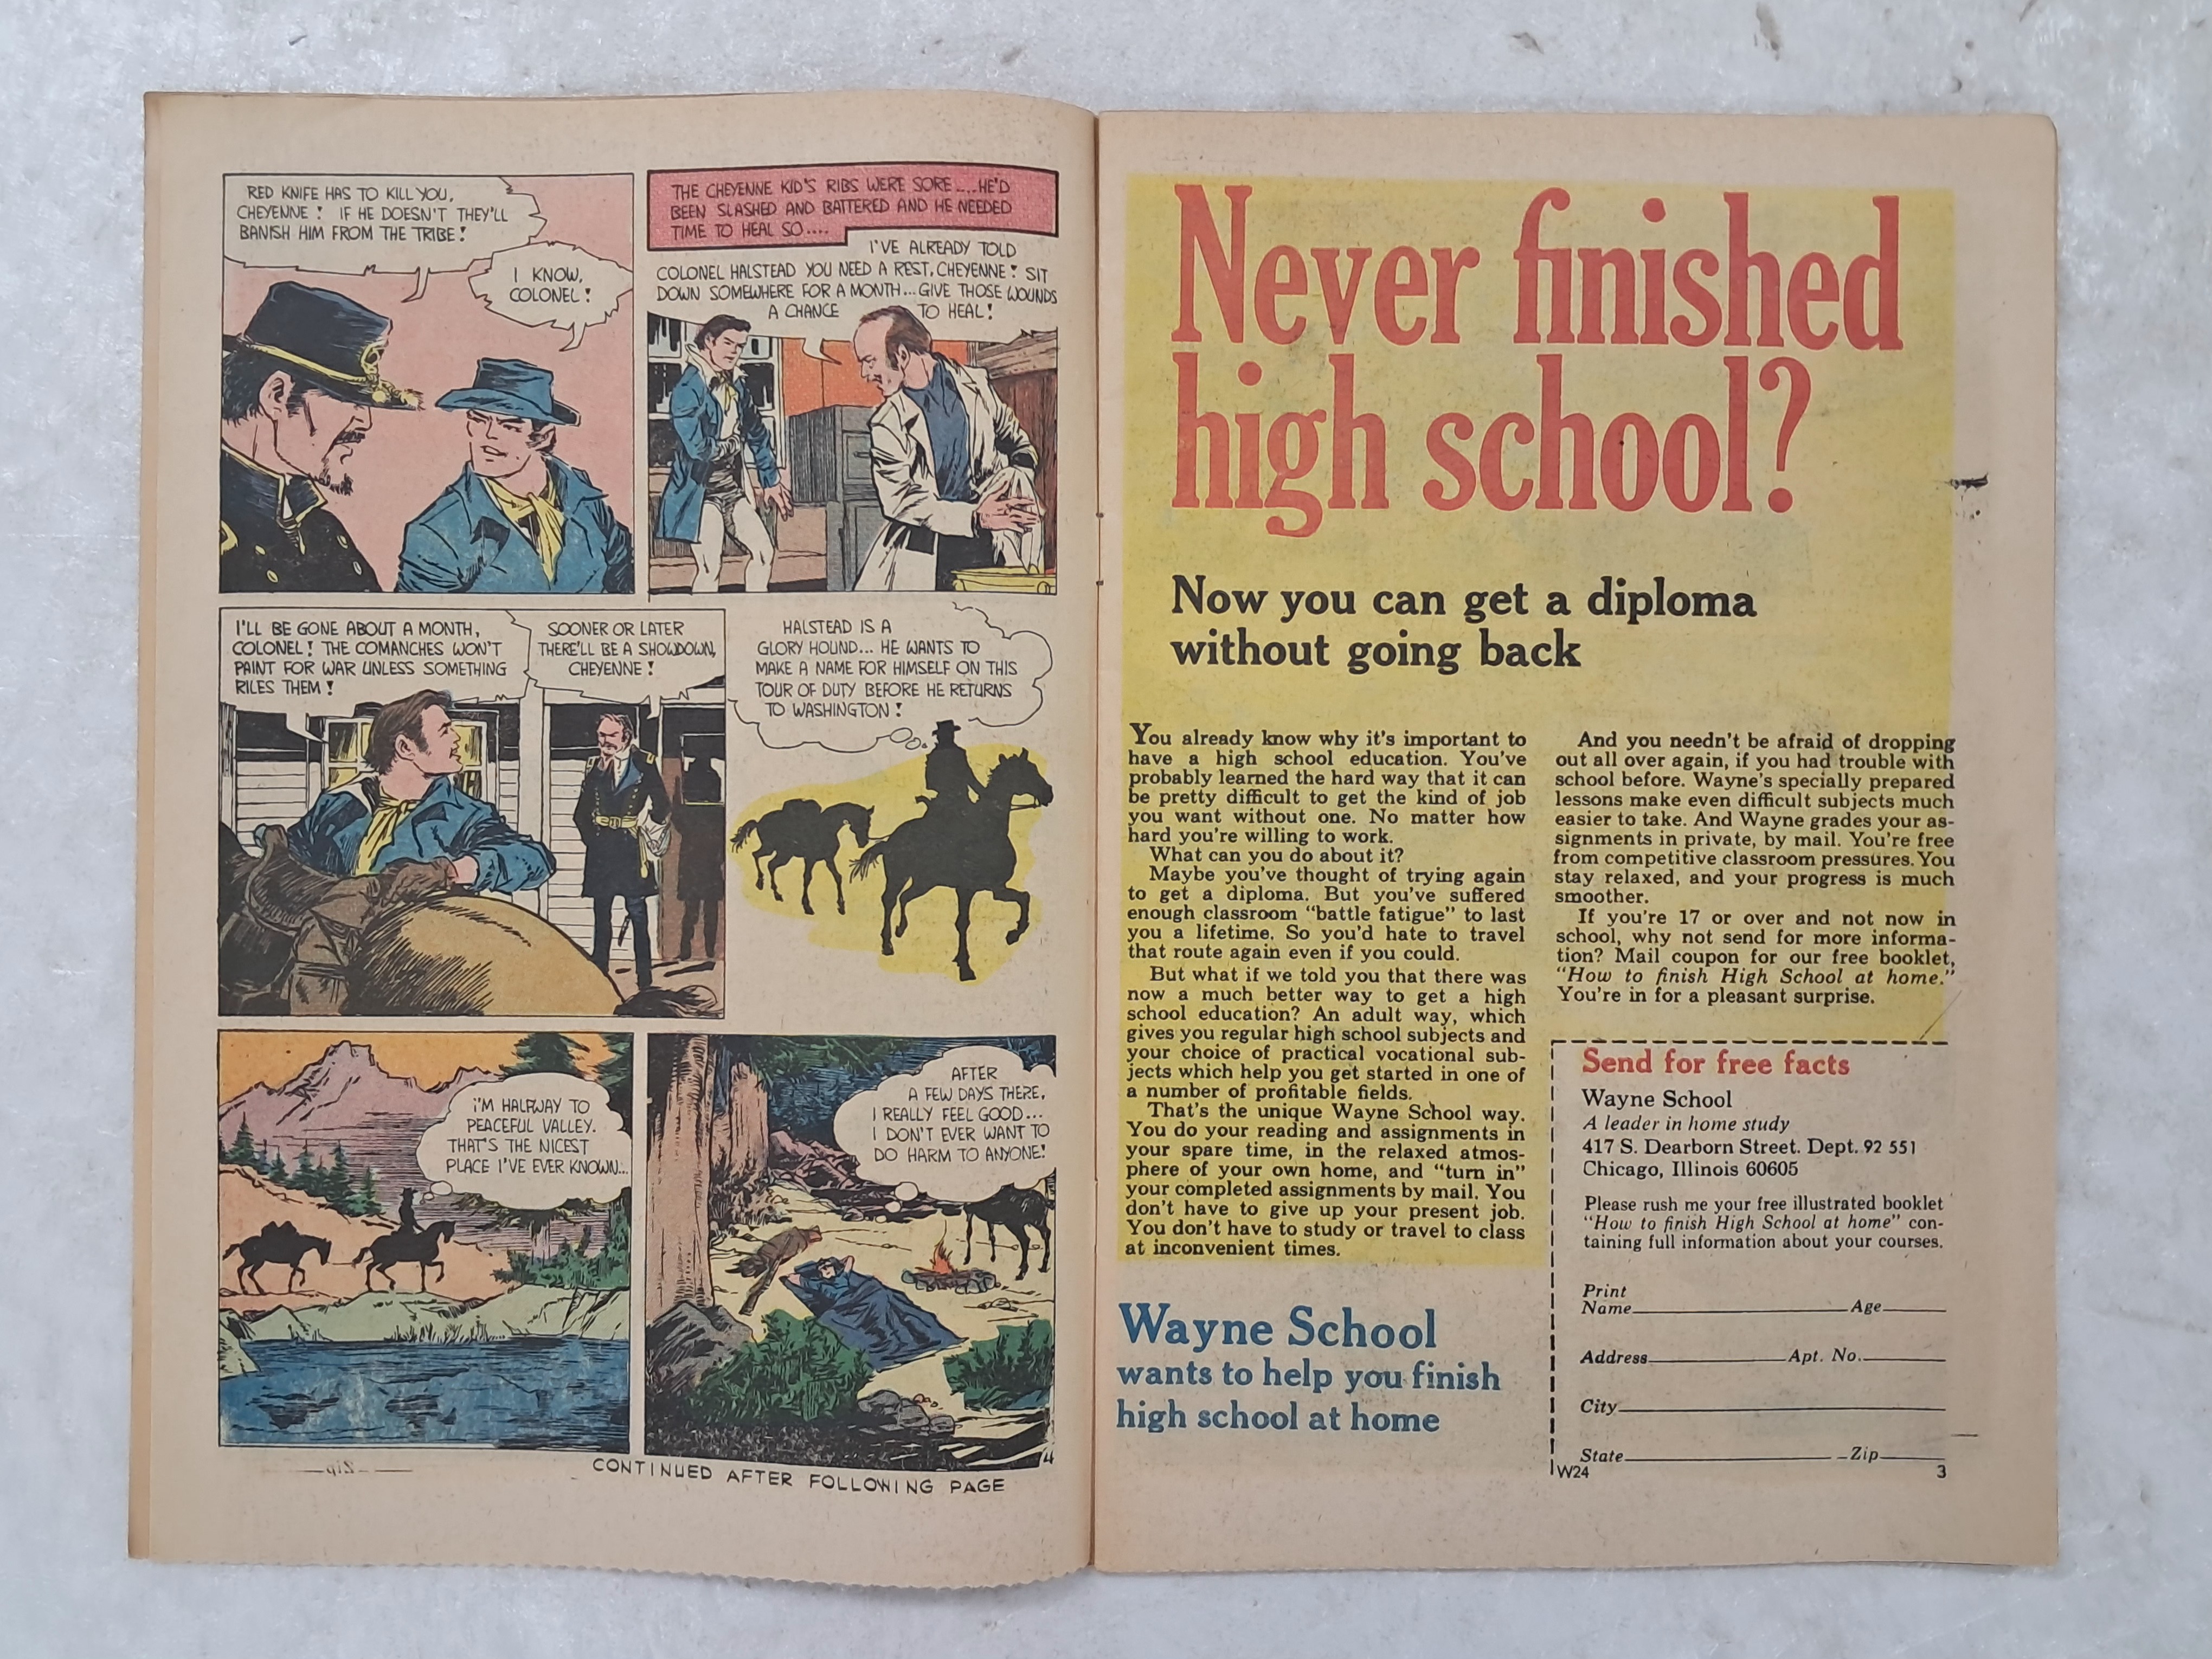 RED KNIFE HAS TO KILL YOU,
CHEYENNE! IF HE DOESN'T THEY'LL
BANISH HIM FROM THE TRIBE!
I KNOW,
COLONEL!
THE CHEYENNE KID'S RIBS WERE SORE....HE'D
BEEN SLASHED AND BATTERED AND HE NEEDED
TIME TO HEAL SO....
I'VE ALREADY TOLD
COLONEL HALSTEAD YOU NEED A REST, CHEYENNE! SIT
DOWN SOMEWHERE FOR A MONTH...GIVE THOSE WOUNDS
A CHANCE TO HEAL!
I'LL BE GONE ABOUT A MONTH,
COLONEL! THE COMANCHES WON'T
PAINT FOR WAR UNLESS SOMETHING
RILES THEM!
SOONER OR LATER
THERE'LL BE A SHOWDOWN,
CHEYENNE!
HALSTEAD IS A
GLORY HOUND... HE WANTS TO
MAKE A NAME FOR HIMSELF ON THIS
TOUR OF DUTY BEFORE HE RETURNS
TO WASHINGTON!
I'M HALFWAY TO
PEACEFUL VALLEY.
THAT'S THE NICEST
PLACE I'VE EVER KNOWN...
AFTER
A FEW DAYS THERE,
I REALLY FEEL GOOD...
I DON'T EVER WANT TO
DO HARM TO ANYONE!
4
CONTINUED AFTER FOLLOWING PAGE
Never finished
high school?
Now you can get a diploma
without going back
You already know why it's important to
have a high school education. You've
probably learned the hard way that it can
be pretty difficult to get the kind of job
you want without one. No matter how
hard you're willing to work.
What can you do about it?
Maybe you've thought of trying again
to get a diploma. But you've suffered
enough classroom "battle fatigue" to last
you a lifetime. So you'd hate to travel
that route again even if you could.
But what if we told you that there was
now a much better way to get a high
school education? An adult way, which
gives you regular high school subjects and
your choice of practical vocational sub-
jects which help you get started in one of
a number of profitable fields.
That's the unique Wayne School way.
You do your reading and assignments in
your spare time, in the relaxed atmos-
phere of your own home, and "turn in"
your completed assignments by mail. You
don't have to give up your present job.
You don't have to study or travel to class
at inconvenient times.
And you needn't be afraid of dropping
out all over again, if you had trouble with
school before. Wayne's specially prepared
lessons make even difficult subjects much
easier to take. And Wayne grades your as-
signments in private, by mail. You're free
from competitive classroom pressures. You
stay relaxed, and your progress is much
smoother.
If you're 17 or over and not now in
school, why not send for more informa-
tion? Mail coupon for our free booklet,
"How to finish High School at home."
You're in for a pleasant surprise.
Wayne School
wants to help you finish
high school at home
Send for free facts
Wayne School
A leader in home study
417 S. Dearborn Street. Dept. 92 551
Chicago, Illinois 60605
Please rush me your free illustrated booklet
"How to finish High School at home" con-
taining full information about your courses.
Print
Name Age
Address Apt. No.
City
State Zip
W24 3